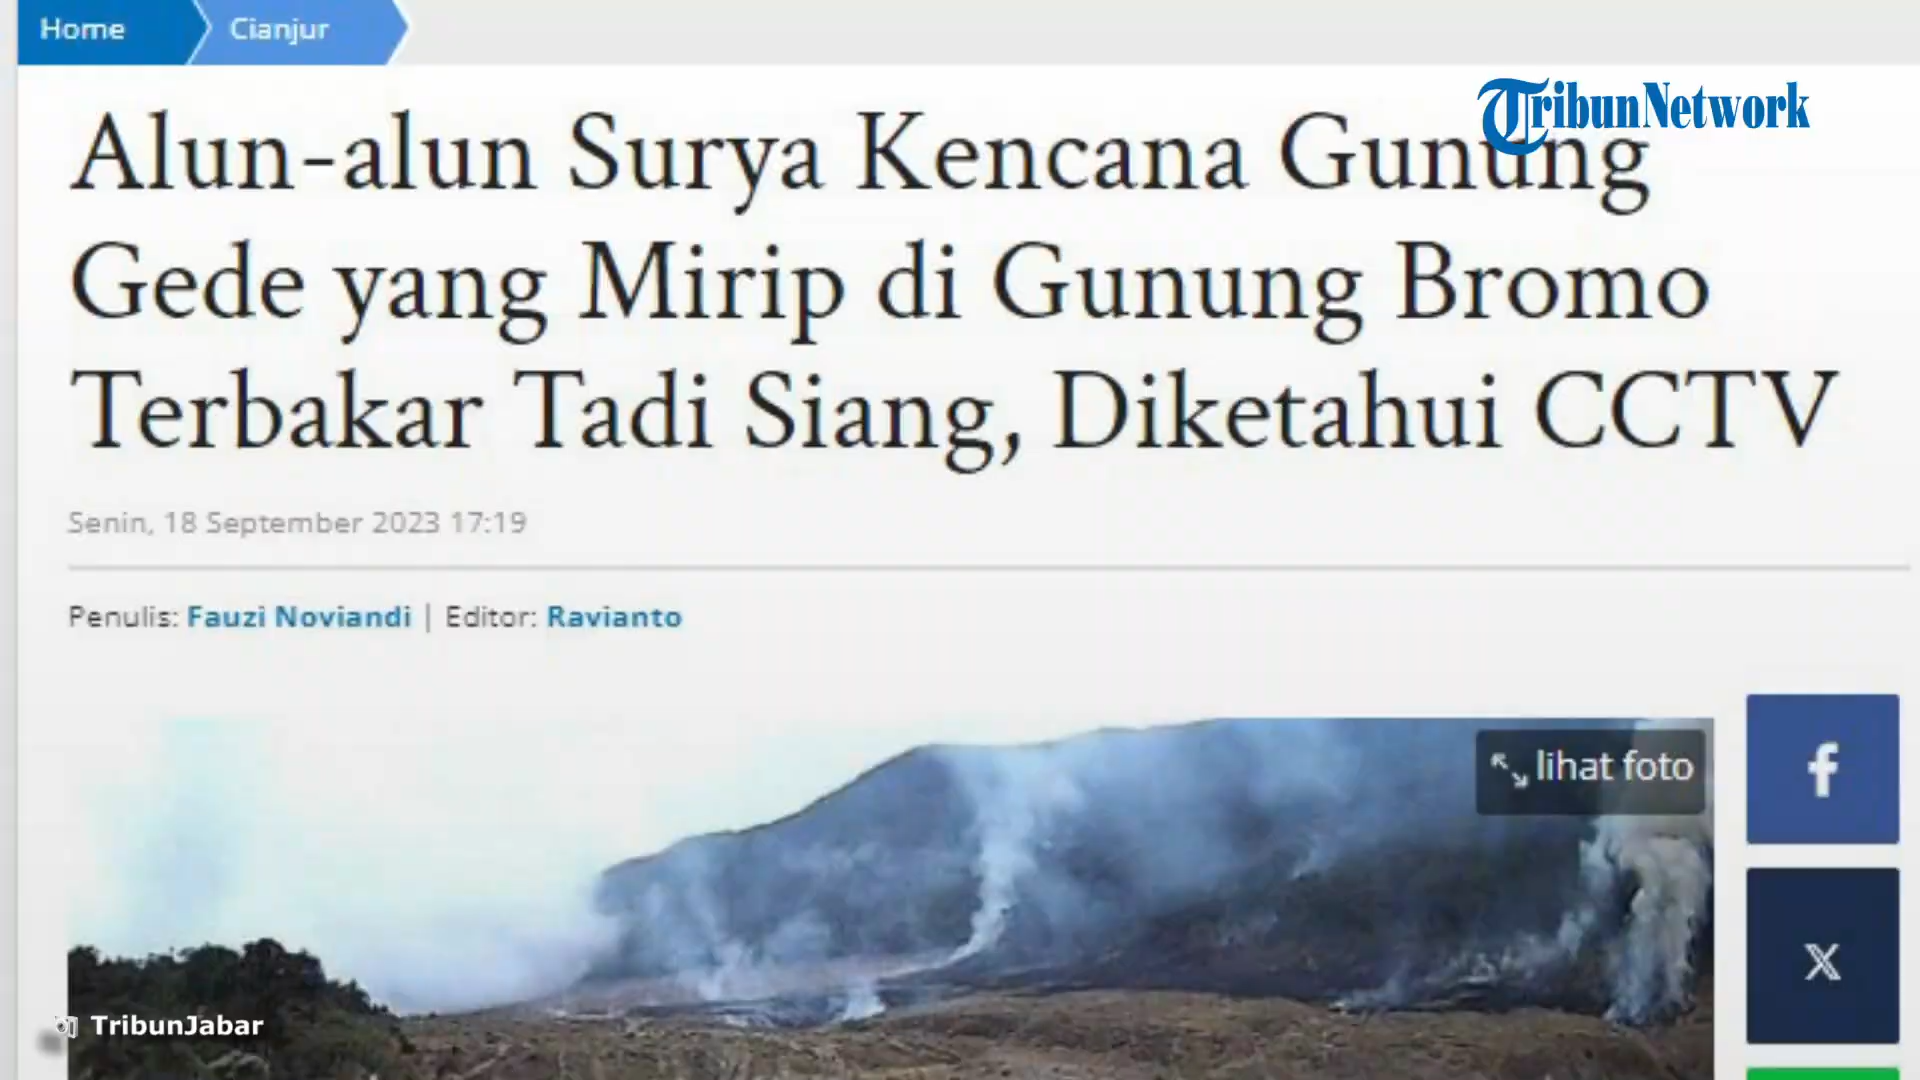 Home Cianjur
TribunNetwork
Alun-alun Surya Kencana Gunung
Gede yang Mirip di Gunung Bromo
Terbakar Tadi Siang, Diketahui CCTV
Senin, 18 September 2023 17:19
Penulis: Fauzi Noviandi | Editor: Ravianto
lihat foto
f
X
TribunJabar